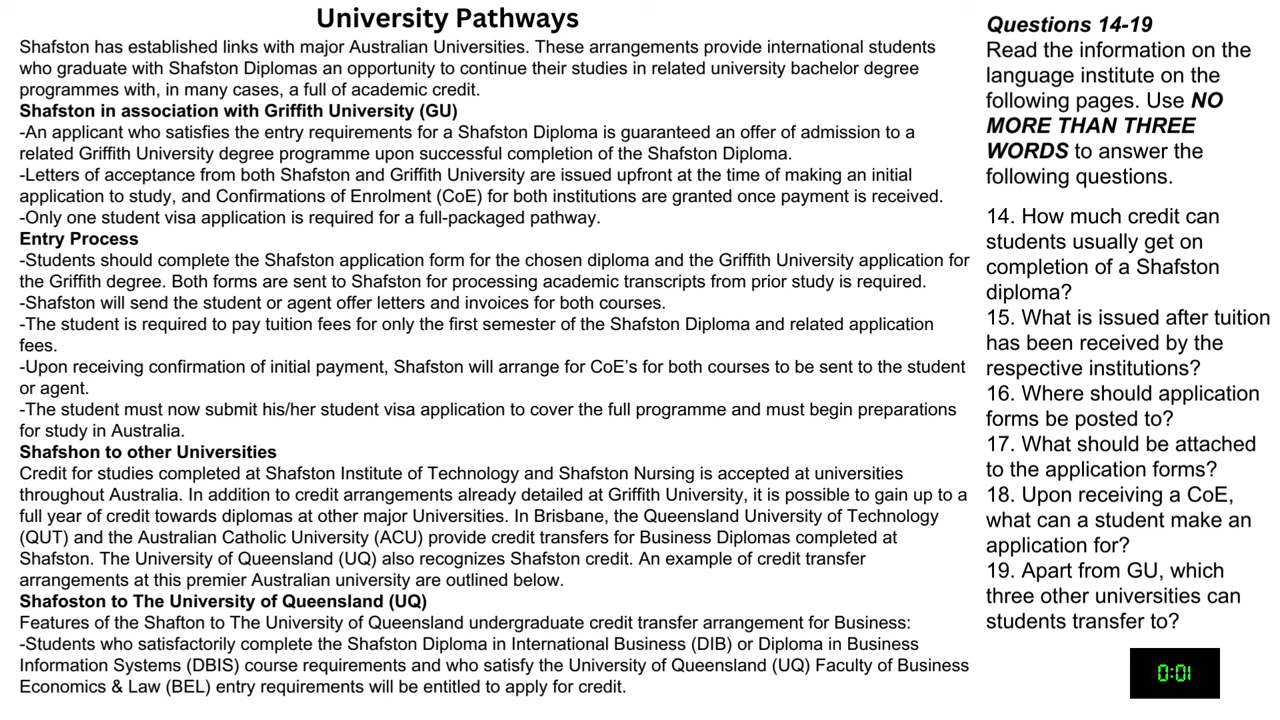 University Pathways
Shafston has established links with major Australian Universities. These arrangements provide international students
who graduate with Shafston Diplomas an opportunity to continue their studies in related university bachelor degree
programmes with, in many cases, a full of academic credit.
Shafston in association with Griffith University (GU)
-An applicant who satisfies the entry requirements for a Shafston Diploma is guaranteed an offer of admission to a
related Griffith University degree programme upon successful completion of the Shafston Diploma.
-Letters of acceptance from both Shafston and Griffith University are issued upfront at the time of making an initial
application to study, and Confirmations of Enrolment (CoE) for both institutions are granted once payment is received.
-Only one student visa application is required for a full-packaged pathway.
Entry Process
-Students should complete the Shafston application form for the chosen diploma and the Griffith University application for
the Griffith degree. Both forms are sent to Shafston for processing academic transcripts from prior study is required.
-Shafston will send the student or agent offer letters and invoices for both courses.
-The student is required to pay tuition fees for only the first semester of the Shafston Diploma and related application
fees.
-Upon receiving confirmation of initial payment, Shafston will arrange for CoE's for both courses to be sent to the student
or agent.
-The student must now submit his/her student visa application to cover the full programme and must begin preparations
for study in Australia.
Shafshon to other Universities
Credit for studies completed at Shafston Institute of Technology and Shafston Nursing is accepted at universities
throughout Australia. In addition to credit arrangements already detailed at Griffith University, it is possible to gain up to a
full year of credit towards diplomas at other major Universities. In Brisbane, the Queensland University of Technology
(QUT) and the Australian Catholic University (ACU) provide credit transfers for Business Diplomas completed at
Shafston. The University of Queensland (UQ) also recognizes Shafston credit. An example of credit transfer
arrangements at this premier Australian university are outlined below.
Shafoston to The University of Queensland (UQ)
Features of the Shafton to The University of Queensland undergraduate credit transfer arrangement for Business:
-Students who satisfactorily complete the Shafston Diploma in International Business (DIB) or Diploma in Business
Information Systems (DBIS) course requirements and who satisfy the University of Queensland (UQ) Faculty of Business
Economics & Law (BEL) entry requirements will be entitled to apply for credit.
Questions 14-19
Read the information on the
language institute on the
following pages. Use NO
MORE THAN THREE
WORDS to answer the
following questions.
14. How much credit can
students usually get on
completion of a Shafston
diploma?
15. What is issued after tuition
has been received by the
respective institutions?
16. Where should application
forms be posted to?
17. What should be attached
to the application forms?
18. Upon receiving a CoE,
what can a student make an
application for?
19. Apart from GU, which
three other universities can
students transfer to?
0:01